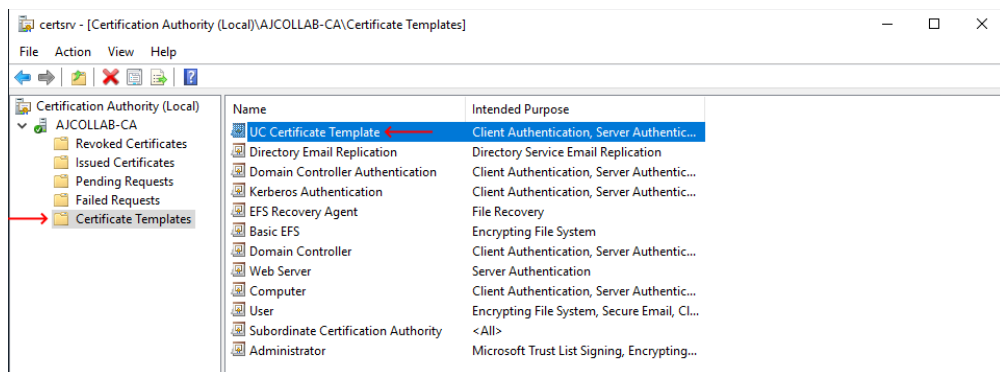 certsrv - [Certification Authority (Local)\AJCOLLAB-CA\Certificate Templates]
File Action View Help
Certification Authority (Local)
AJCOLLAB-CA
Revoked Certificates
Issued Certificates
Pending Requests
Failed Requests
Certificate Templates
Name Intended Purpose
UC Certificate Template Client Authentication, Server Authentic...
Directory Email Replication Directory Service Email Replication
Domain Controller Authentication Client Authentication, Server Authentic...
Kerberos Authentication Client Authentication, Server Authentic...
EFS Recovery Agent File Recovery
Basic EFS Encrypting File System
Domain Controller Client Authentication, Server Authentic...
Web Server Server Authentication
Computer Client Authentication, Server Authentic...
User Encrypting File System, Secure Email, Cl...
Subordinate Certification Authority <All>
Administrator Microsoft Trust List Signing, Encrypting...